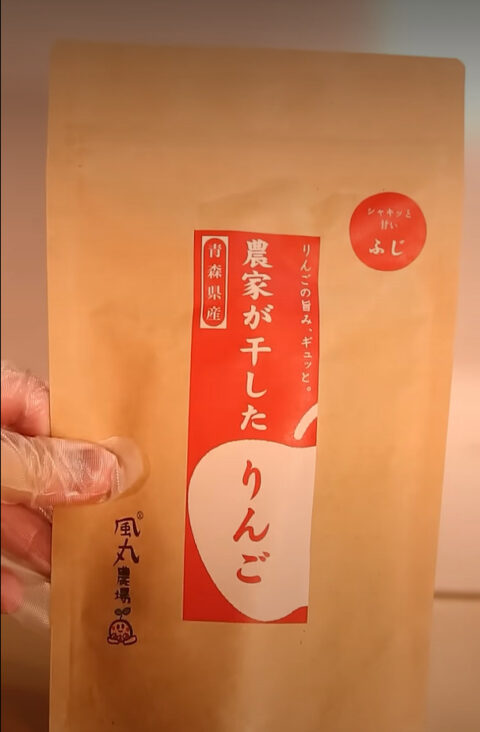 シャキッと
甘い
ふじ
りんごの旨み、ギュッと。
農家が干した
りんご
青森県産
風丸®
農場